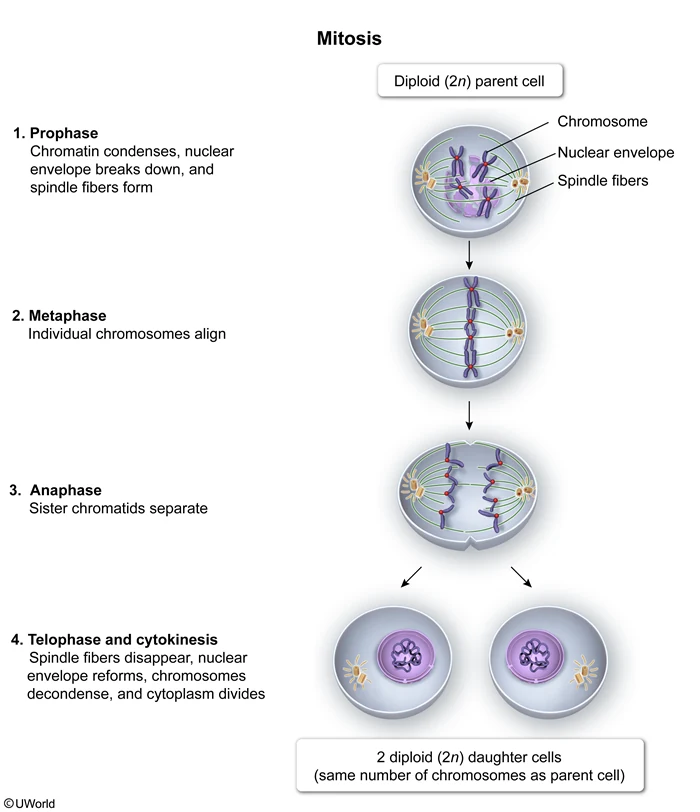 Mitosis
Diploid (2n) parent cell
1. Prophase
Chromatin condenses, nuclear
envelope breaks down, and
spindle fibers form
Chromosome
Nuclear envelope
Spindle fibers
2. Metaphase
Individual chromosomes align
3. Anaphase
Sister chromatids separate
4. Telophase and cytokinesis
Spindle fibers disappear, nuclear
envelope reforms, chromosomes
decondense, and cytoplasm divides
2 diploid (2n) daughter cells
(same number of chromosomes as parent cell)
©UWorld